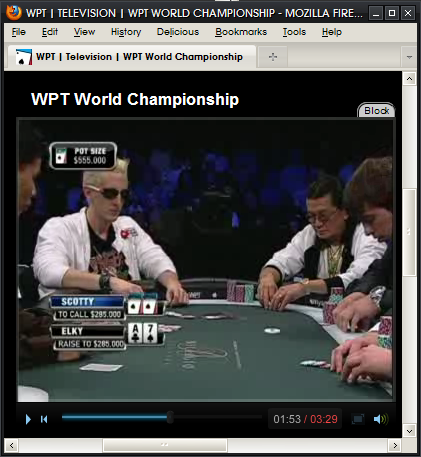 WPT | TELEVISION | WPT WORLD CHAMPIONSHIP - MOZILLA FIRE...
File Edit View History Delicious Bookmarks Tools Help
WPT | Television | WPT World Championship
WPT World Championship
Block
POT SIZE
$555,000
SCOTTY
TO CALL $285,000
ELKY
A 7
RAISE TO $285,000
01:53 / 03:29